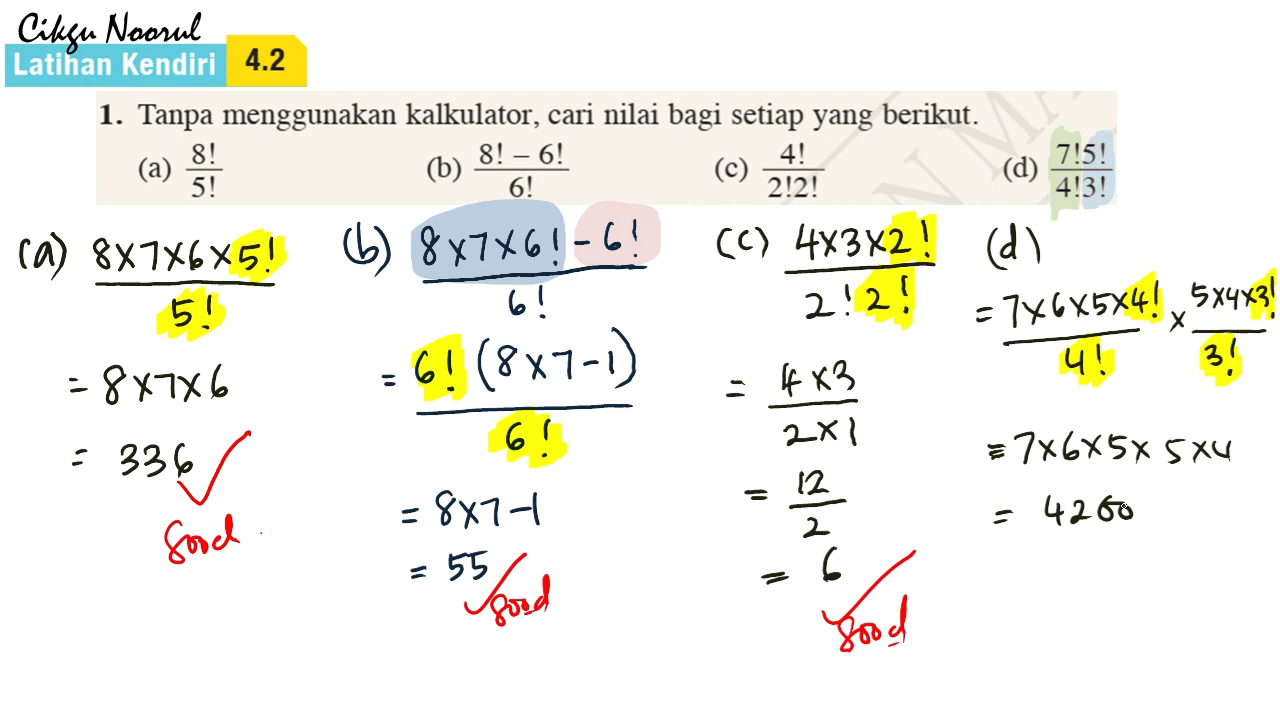 Cikgu Noorul
Latihan Kendiri 4.2
1. Tanpa menggunakan kalkulator, cari nilai bagi setiap yang berikut.
(a) 8!/5! (b) (8! – 6!)/6! (c) 4!/(2!2!) (d) 7!5!/(4!3!)
(a) (8×7×6×5!)/5!
= 8×7×6
= 336
good
(b) (8×7×6! – 6!)/6!
= 6!(8×7–1)/6!
= 8×7–1
= 55
good
(c) (4×3×2!)/(2! 2!)
= (4×3)/(2×1)
= 12/2
= 6
good
(d)
= (7×6×5×4!)/4! × (5×4×3!)/3!
= 7×6×5×5×4
= 4200